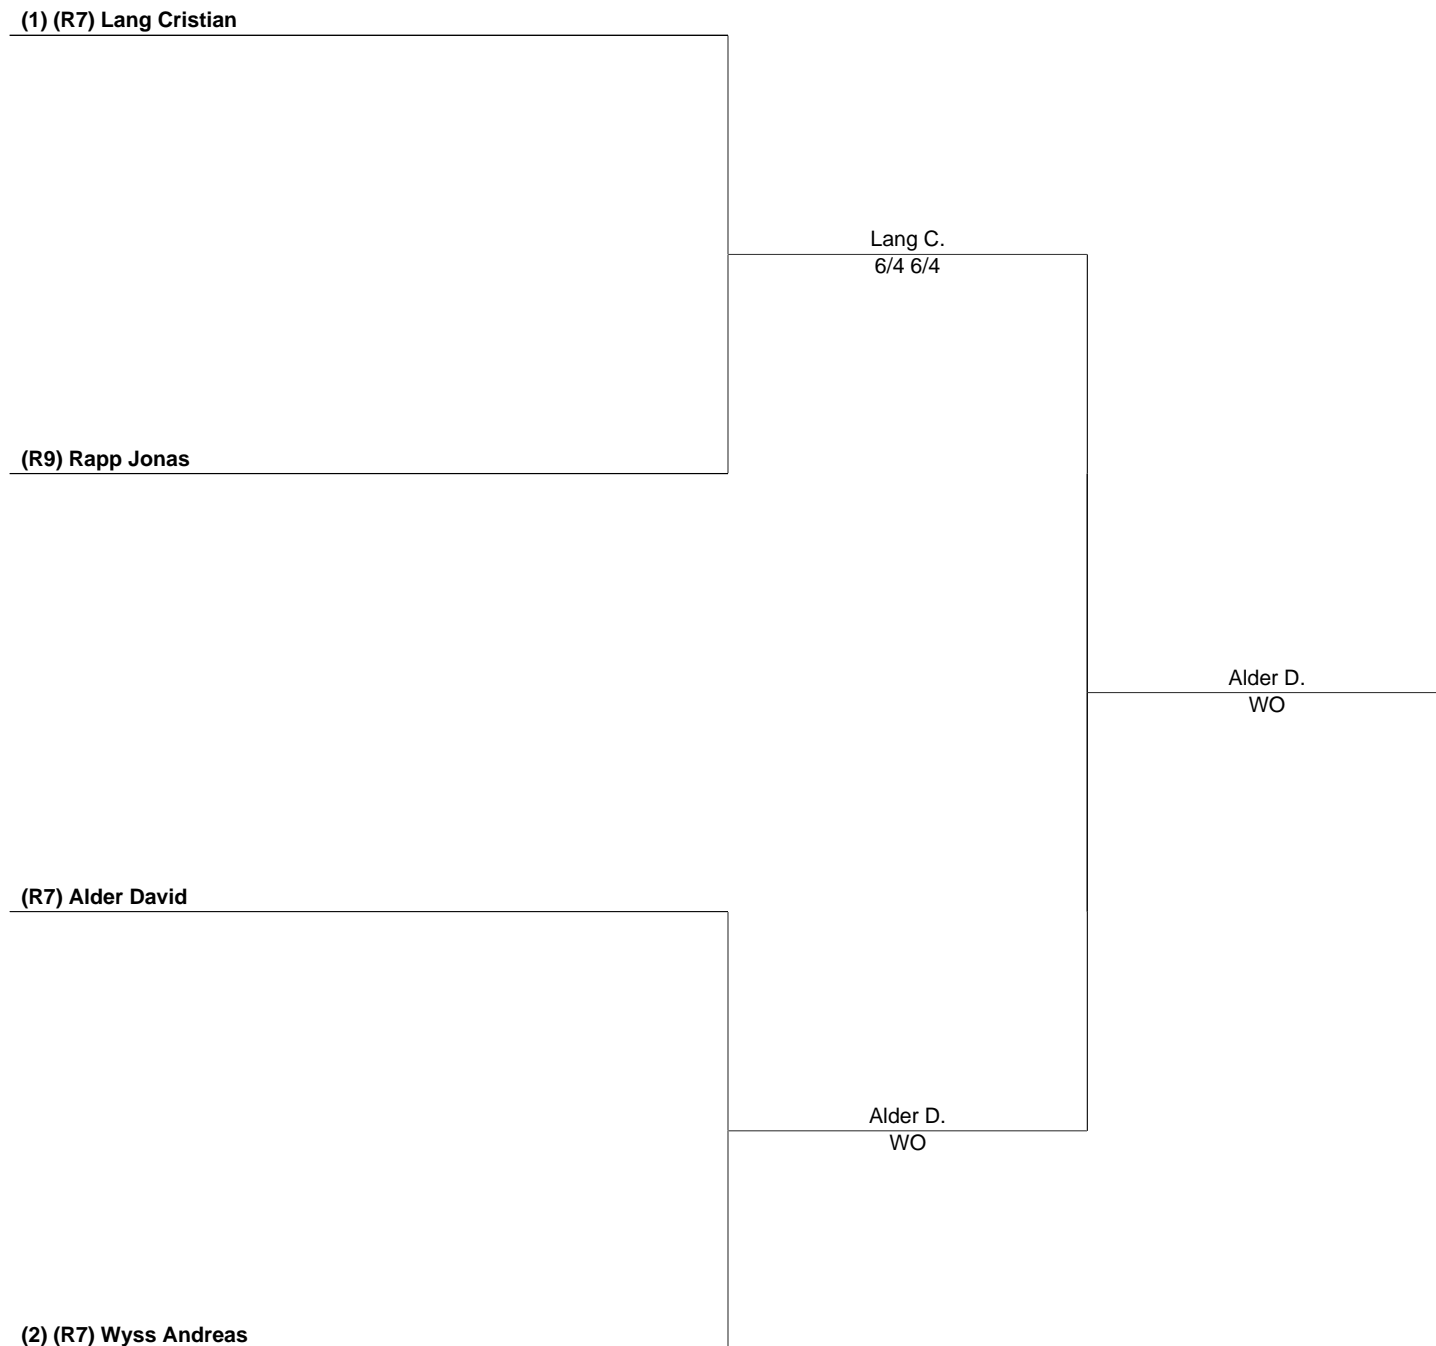 (1) (R7) Lang Cristian
Lang C.
6/4 6/4
(R9) Rapp Jonas
Alder D.
WO
(R7) Alder David
Alder D.
WO
(2) (R7) Wyss Andreas